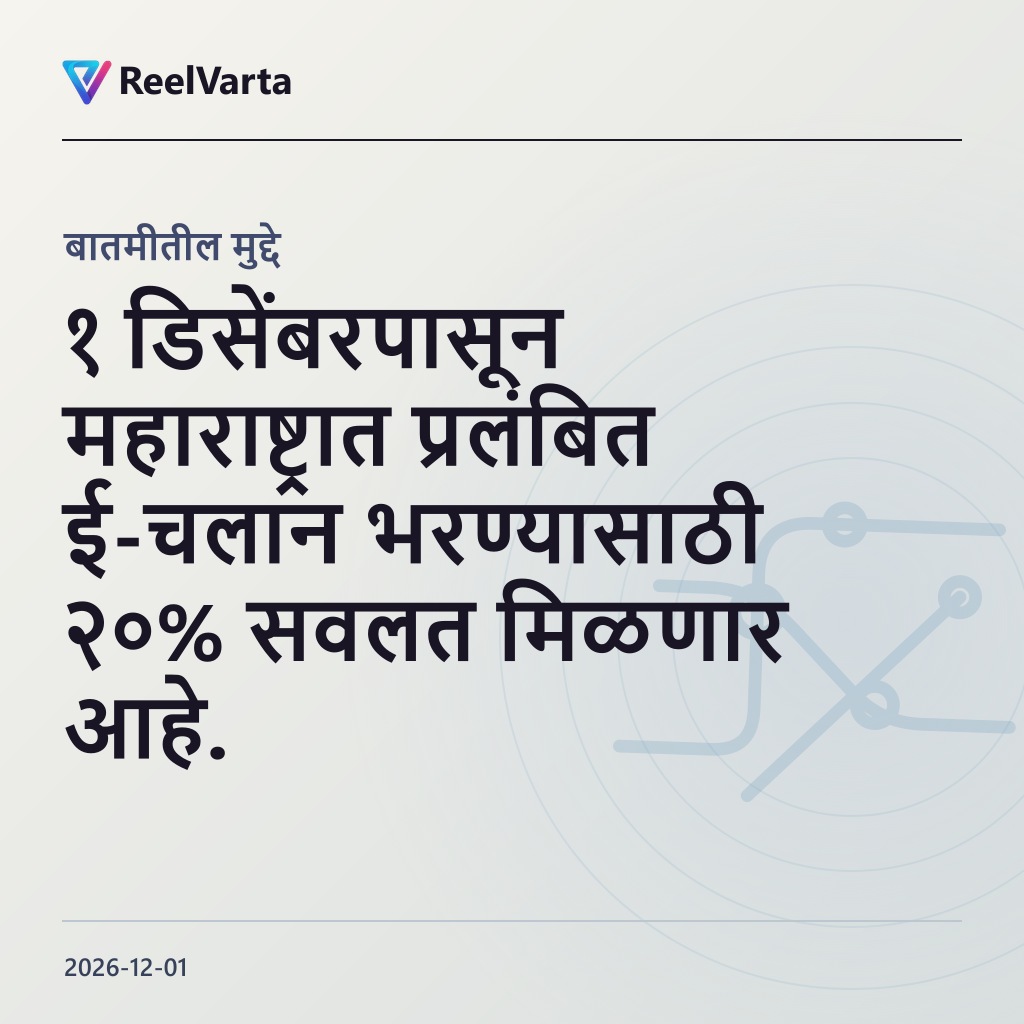 ReelVarta
बातमीतील मुद्दे
१ डिसेंबरपासून
महाराष्ट्रात प्रलंबित
ई-चलान भरण्यासाठी
२०% सवलत मिळणार
आहे.
2026-12-01